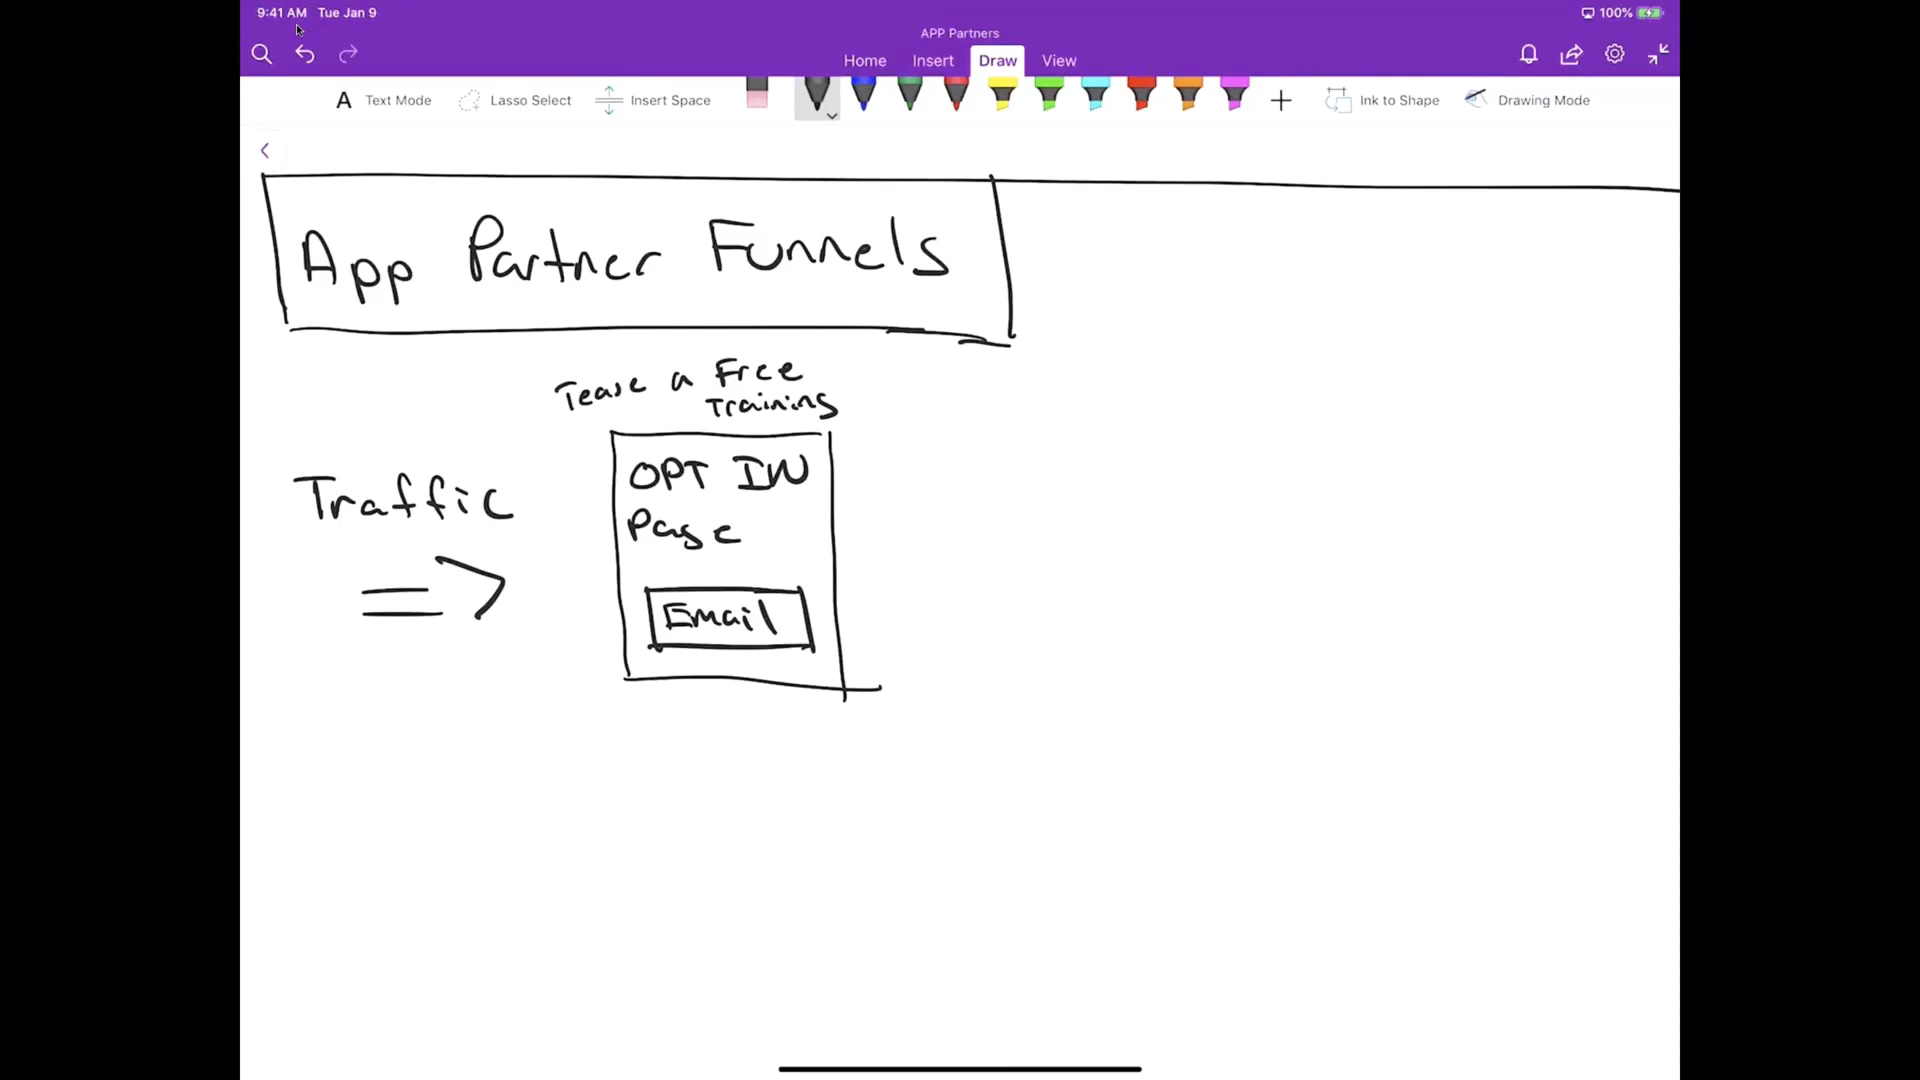 9:41 AM Tue Jan 9
100%
APP Partners
Home Insert Draw View
A Text Mode Lasso Select Insert Space Ink to Shape Drawing Mode
App Partner Funnels
Tease a Free
Training
OPT IN
Page
Traffic
=>
Email